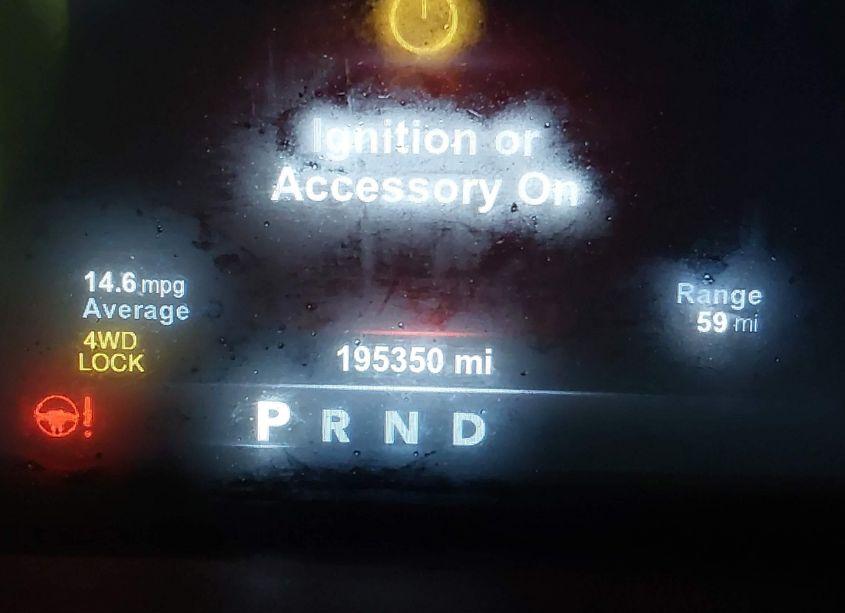 Ignition or
Accessory On
14.6 mpg
Average
Range
59 mi
4WD
LOCK
195350 mi
!
P R N D